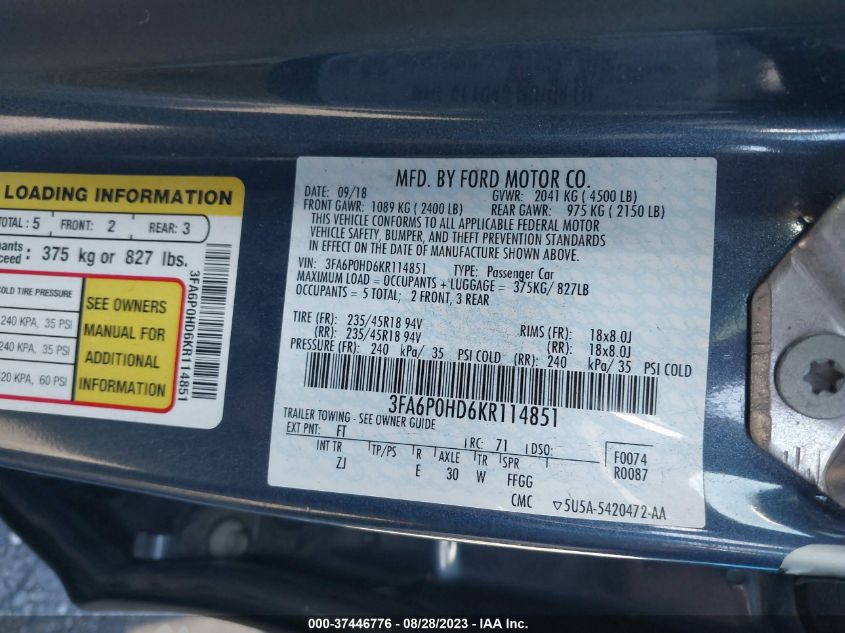 LOADING INFORMATION
TOTAL: 5 FRONT: 2 REAR: 3
375 kg or 827 lbs.
COLD TIRE PRESSURE
240 KPA, 35 PSI
240 KPA, 35 PSI
420 KPA, 60 PSI
SEE OWNERS
MANUAL FOR
ADDITIONAL
INFORMATION
3FA6P0HD6KR114851
MFD. BY FORD MOTOR CO.
DATE: 09/18 GVWR: 2041 KG ( 4500 LB)
FRONT GAWR: 1089 KG ( 2400 LB) REAR GAWR: 975 KG ( 2150 LB)
THIS VEHICLE CONFORMS TO ALL APPLICABLE FEDERAL MOTOR
VEHICLE SAFETY, BUMPER, AND THEFT PREVENTION STANDARDS
IN EFFECT ON THE DATE OF MANUFACTURE SHOWN ABOVE.
VIN: 3FA6P0HD6KR114851 TYPE: Passenger Car
MAXIMUM LOAD = OCCUPANTS + LUGGAGE = 375KG/ 827LB
OCCUPANTS = 5 TOTAL; 2 FRONT, 3 REAR
TIRE (FR): 235/45R18 94V RIMS (FR): 18x8.0J
(RR): 235/45R18 94V (RR): 18x8.0J
PRESSURE (FR): 240 kPa/ 35 PSI COLD (RR): 240 kPa/ 35 PSI COLD
3FA6P0HD6KR114851
TRAILER TOWING - SEE OWNER GUIDE
EXT PNT: FT RC: 71 DSO: F0074
INT TR TP/PS R AXLE TR SPR R0087
ZJ E 30 W FFGG
CMC ▽5U5A-5420472-AA
000-37446776 - 08/28/2023 - IAA Inc.